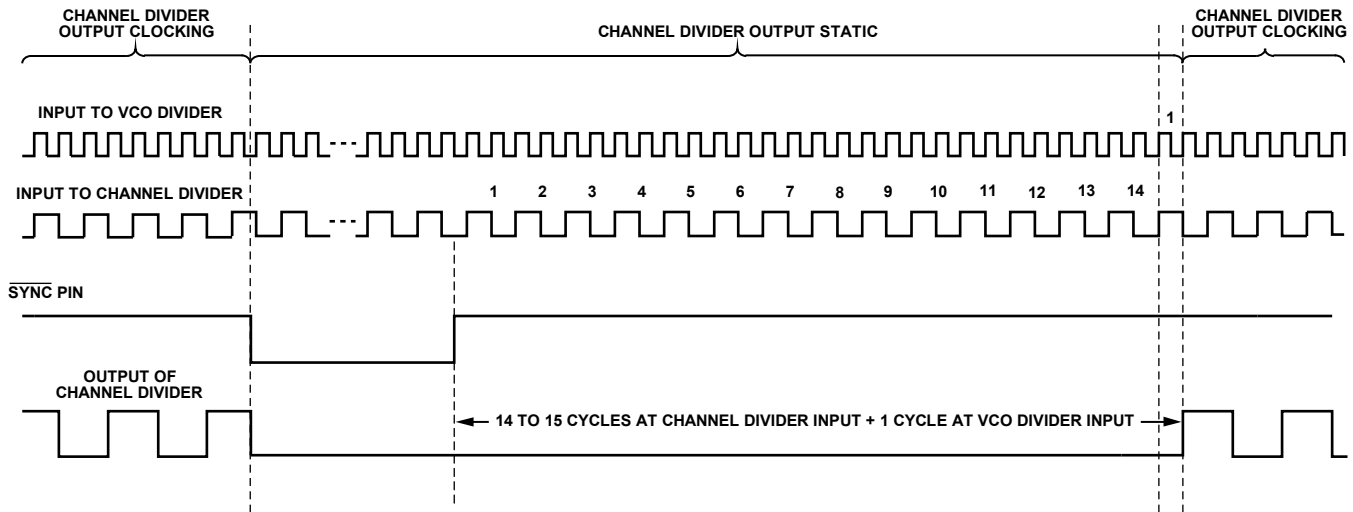 CHANNEL DIVIDER
OUTPUT CLOCKING
CHANNEL DIVIDER OUTPUT STATIC
CHANNEL DIVIDER
OUTPUT CLOCKING
INPUT TO VCO DIVIDER
1
INPUT TO CHANNEL DIVIDER
1 2 3 4 5 6 7 8 9 10 11 12 13 14
SYNC PIN
OUTPUT OF
CHANNEL DIVIDER
14 TO 15 CYCLES AT CHANNEL DIVIDER INPUT + 1 CYCLE AT VCO DIVIDER INPUT